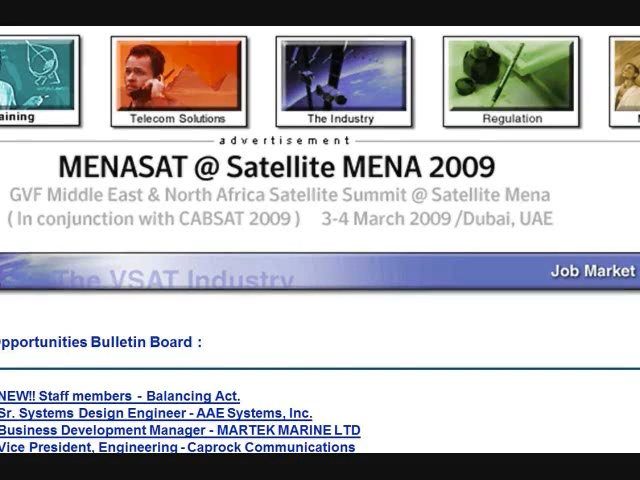 aining
Telecom Solutions
The Industry
Regulation
advertisement
MENASAT @ Satellite MENA 2009
GVF Middle East & North Africa Satellite Summit @ Satellite Mena
( In conjunction with CABSAT 2009 ) 3-4 March 2009 /Dubai, UAE
The VSAT Industry
Job Market
pportunities Bulletin Board :
NEW!! Staff members - Balancing Act.
Sr. Systems Design Engineer - AAE Systems, Inc.
Business Development Manager - MARTEK MARINE LTD
Vice President, Engineering - Caprock Communications